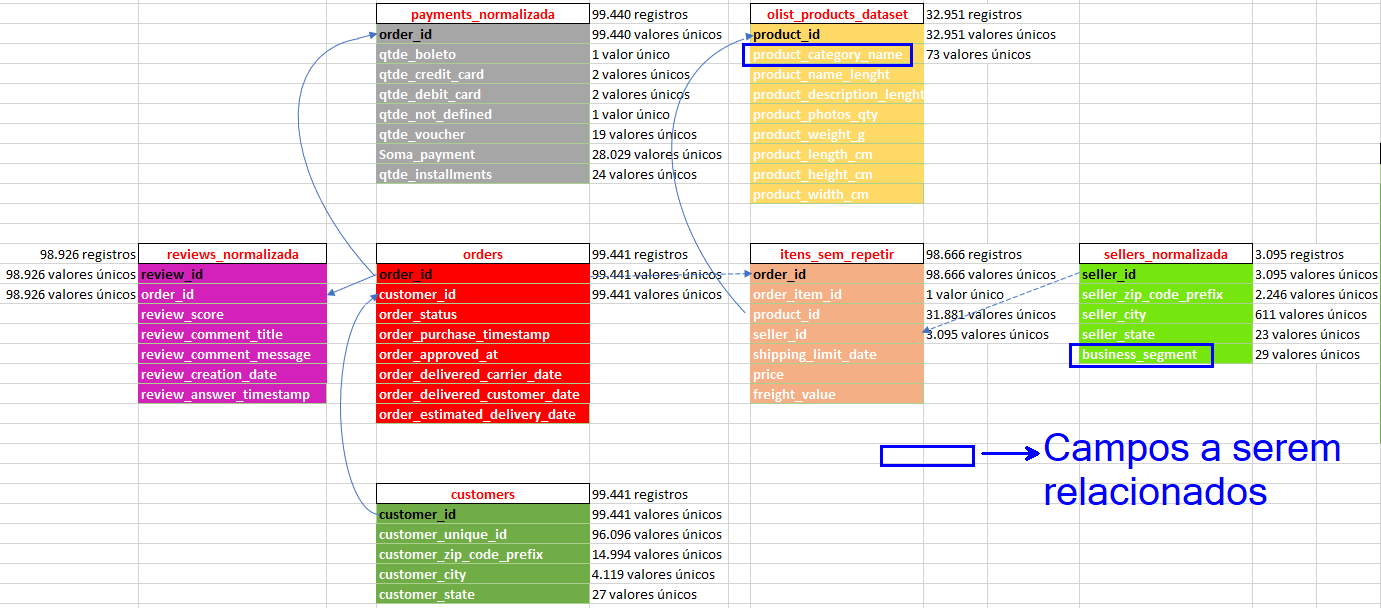 payments_normalizada 99.440 registros
order_id 99.440 valores únicos
qtde_boleto 1 valor único
qtde_credit_card 2 valores únicos
qtde_debit_card 2 valores únicos
qtde_not_defined 1 valor único
qtde_voucher 19 valores únicos
Soma_payment 28.029 valores únicos
qtde_installments 24 valores únicos
olist_products_dataset 32.951 registros
product_id 32.951 valores únicos
product_category_name 73 valores únicos
product_name_lenght
product_description_lenght
product_photos_qty
product_weight_g
product_length_cm
product_height_cm
product_width_cm
98.926 registros reviews_normalizada
98.926 valores únicos review_id
98.926 valores únicos order_id
review_score
review_comment_title
review_comment_message
review_creation_date
review_answer_timestamp
orders 99.441 registros
order_id 99.441 valores únicos
customer_id 99.441 valores únicos
order_status
order_purchase_timestamp
order_approved_at
order_delivered_carrier_date
order_delivered_customer_date
order_estimated_delivery_date
itens_sem_repetir 98.666 registros
order_id 98.666 valores únicos
order_item_id 1 valor único
product_id 31.881 valores únicos
seller_id 3.095 valores únicos
shipping_limit_date
price
freight_value
sellers_normalizada 3.095 registros
seller_id 3.095 valores únicos
seller_zip_code_prefix 2.246 valores únicos
seller_city 611 valores únicos
seller_state 23 valores únicos
business_segment 29 valores únicos
Campos a serem
relacionados
customers 99.441 registros
customer_id 99.441 valores únicos
customer_unique_id 96.096 valores únicos
customer_zip_code_prefix 14.994 valores únicos
customer_city 4.119 valores únicos
customer_state 27 valores únicos